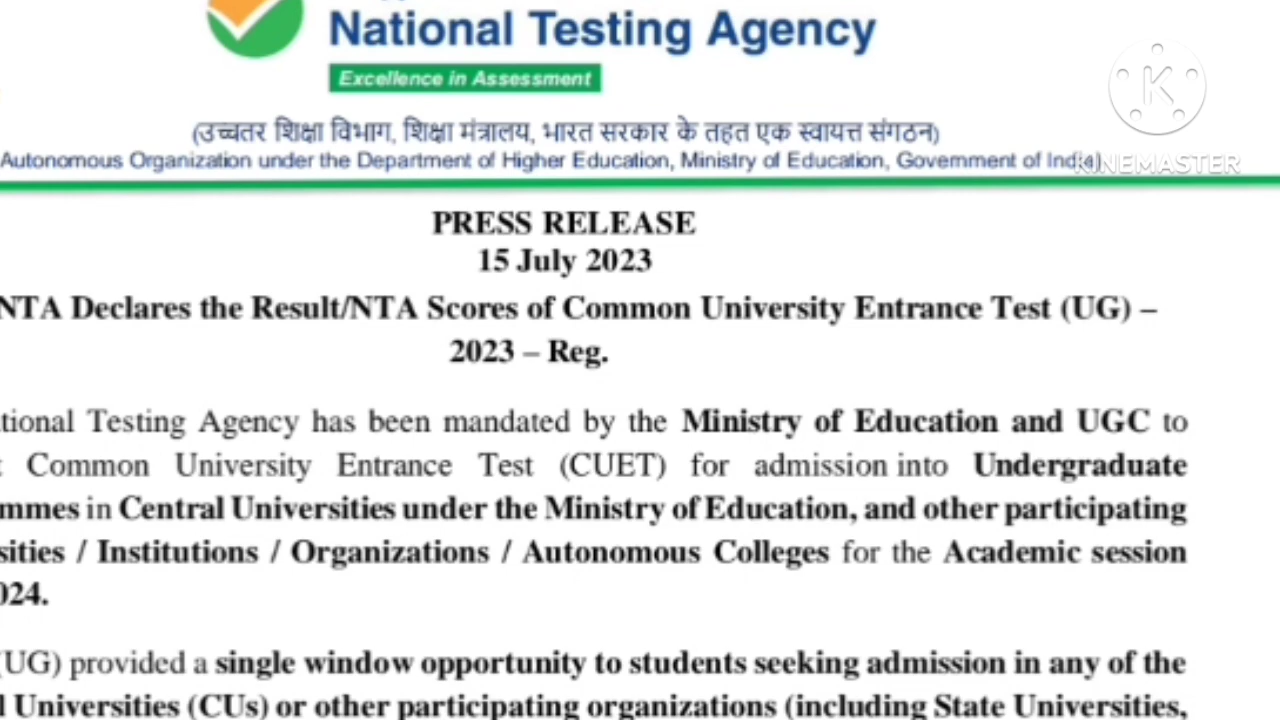 National Testing Agency
Excellence in Assessment
(उच्चतर शिक्षा विभाग, शिक्षा मंत्रालय, भारत सरकार के तहत एक स्वायत्त संगठन)
Autonomous Organization under the Department of Higher Education, Ministry of Education, Government of India)
K
KINEMASTER
PRESS RELEASE
15 July 2023
NTA Declares the Result/NTA Scores of Common University Entrance Test (UG) –
2023 – Reg.
tional Testing Agency has been mandated by the Ministry of Education and UGC to
Common University Entrance Test (CUET) for admission into Undergraduate
mmes in Central Universities under the Ministry of Education, and other participating
sities / Institutions / Organizations / Autonomous Colleges for the Academic session
024.
(UG) provided a single window opportunity to students seeking admission in any of the
l Universities (CUs) or other participating organizations (including State Universities,